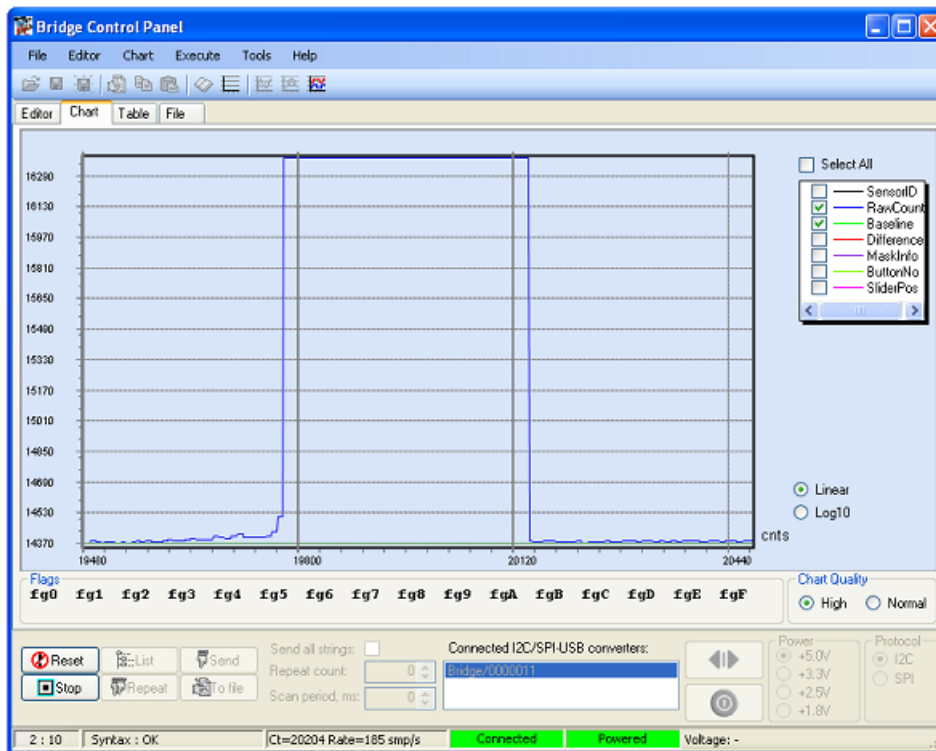 Bridge Control Panel
File Editor Chart Execute Tools Help
Editor Chart Table File
16290
16130
15970
15810
15650
15490
15330
15170
15010
14850
14690
14530
14370
19480 19800 20120 20440
cnts
Select All
SensorID
RawCount
Baseline
Difference
MaskInfo
ButtonNo
SliderPos
Linear
Log10
Flags
fg0 fg1 fg2 fg3 fg4 fg5 fg6 fg7 fg8 fg9 fgA fgB fgC fgD fgE fgF
Chart Quality
High Normal
Reset List Send
Stop Repeat To file
Send all strings:
Repeat count: 0
Scan period, ms: 0
Connected I2C/SPI-USB converters:
Bridge/0000011
Power
+5.0V
+3.3V
+2.5V
+1.8V
Protocol
I2C
SPI
2 : 10 Syntax : OK Ct=20204 Rate=185 smp/s Connected Powered Voltage: -